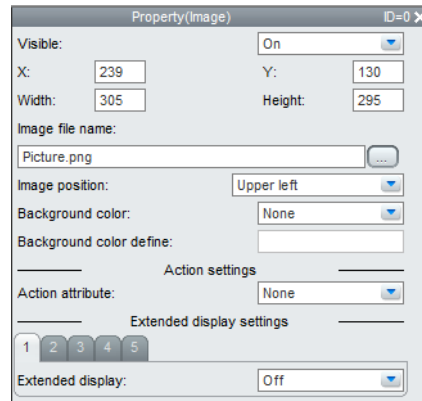 Property(Image) ID=0
Visible: On
X: 239 Y: 130
Width: 305 Height: 295
Image file name:
Picture.png ...
Image position: Upper left
Background color: None
Background color define:
Action settings
Action attribute: None
Extended display settings
1 2 3 4 5
Extended display: Off